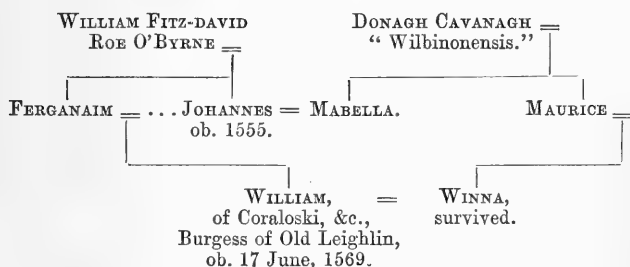 WILLIAM FITZ-DAVID DONAGH CAVANAGH =
ROE O'BYRNE = "Wilbinonensis."
FERGANAIM = ... JOHANNES = MABELLA. MAURICE =
ob. 1555.
WILLIAM, = WINNA,
of Coraloski, &c., survived.
Burgess of Old Leighlin,
ob. 17 June, 1569.